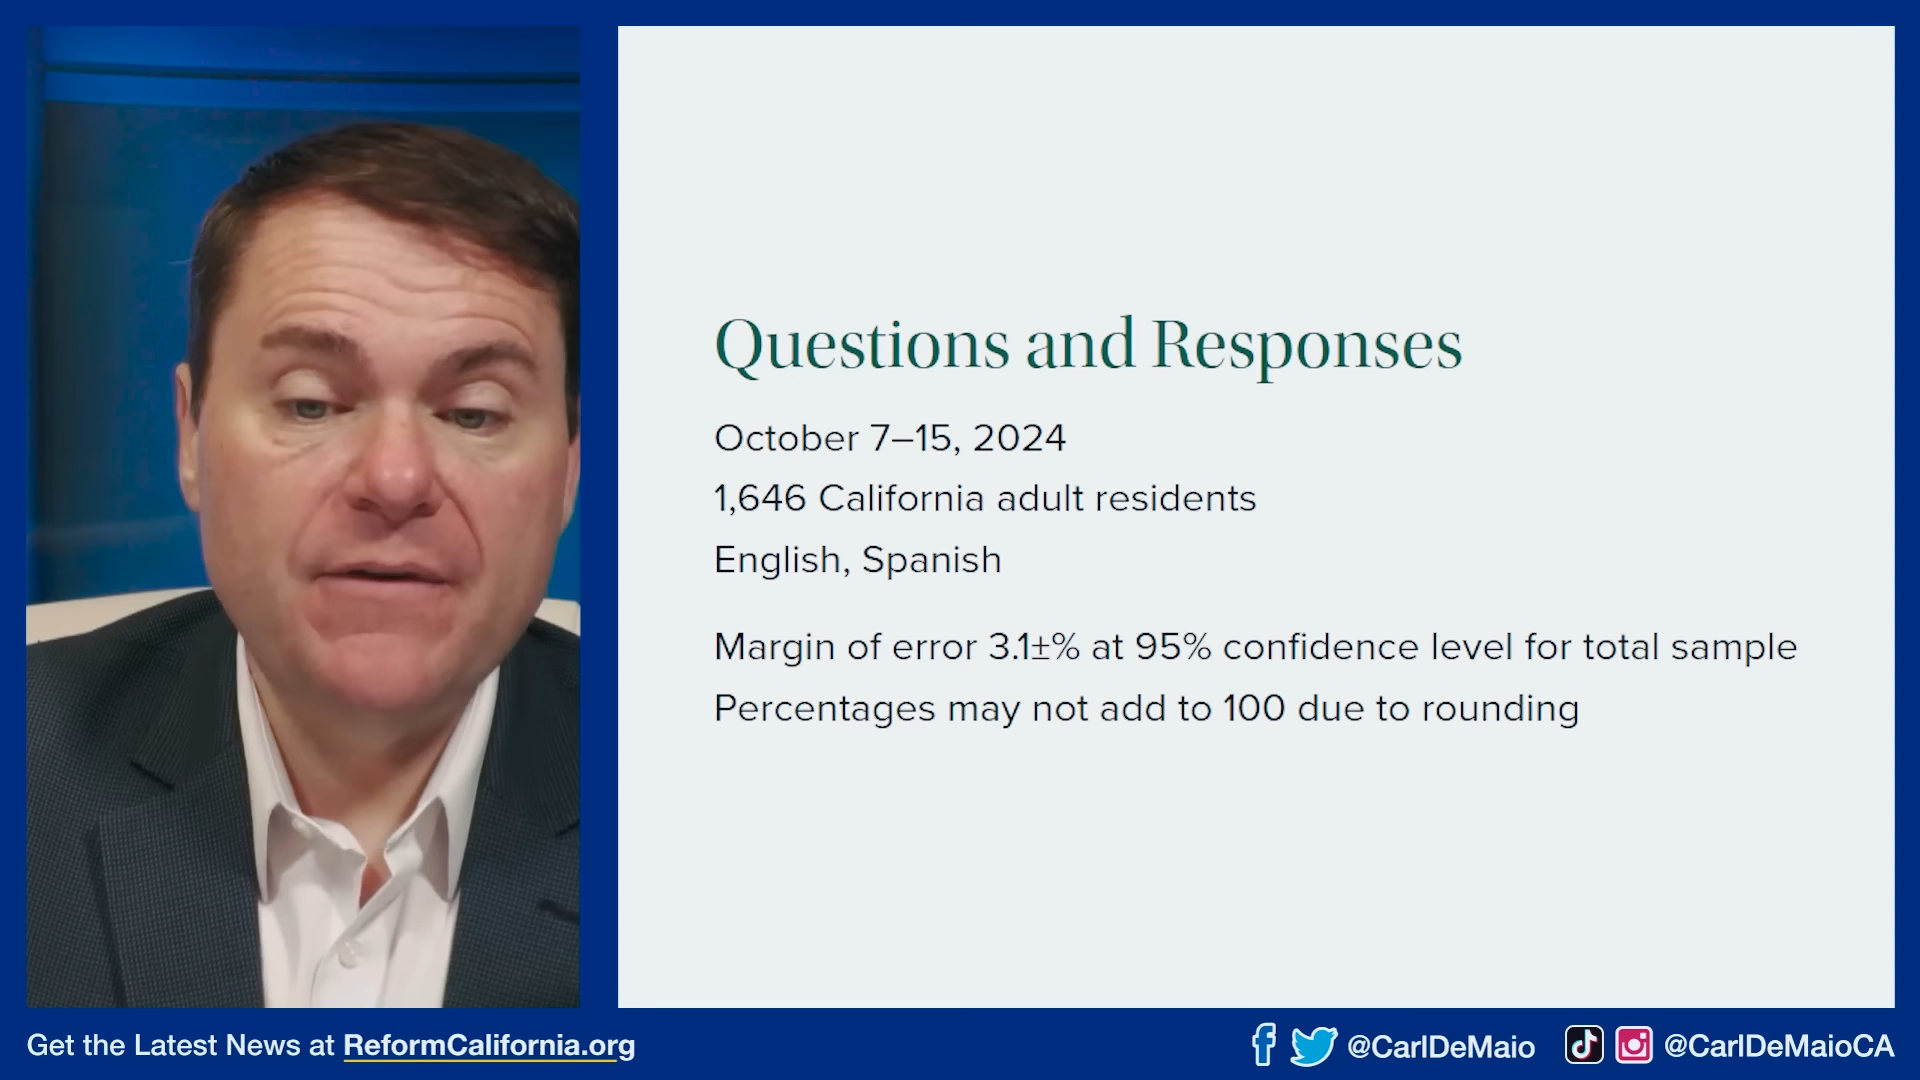 Questions and Responses
October 7–15, 2024
1,646 California adult residents
English, Spanish
Margin of error 3.1±% at 95% confidence level for total sample
Percentages may not add to 100 due to rounding
Get the Latest News at ReformCalifornia.org
@CarlDeMaio
@CarlDeMaioCA